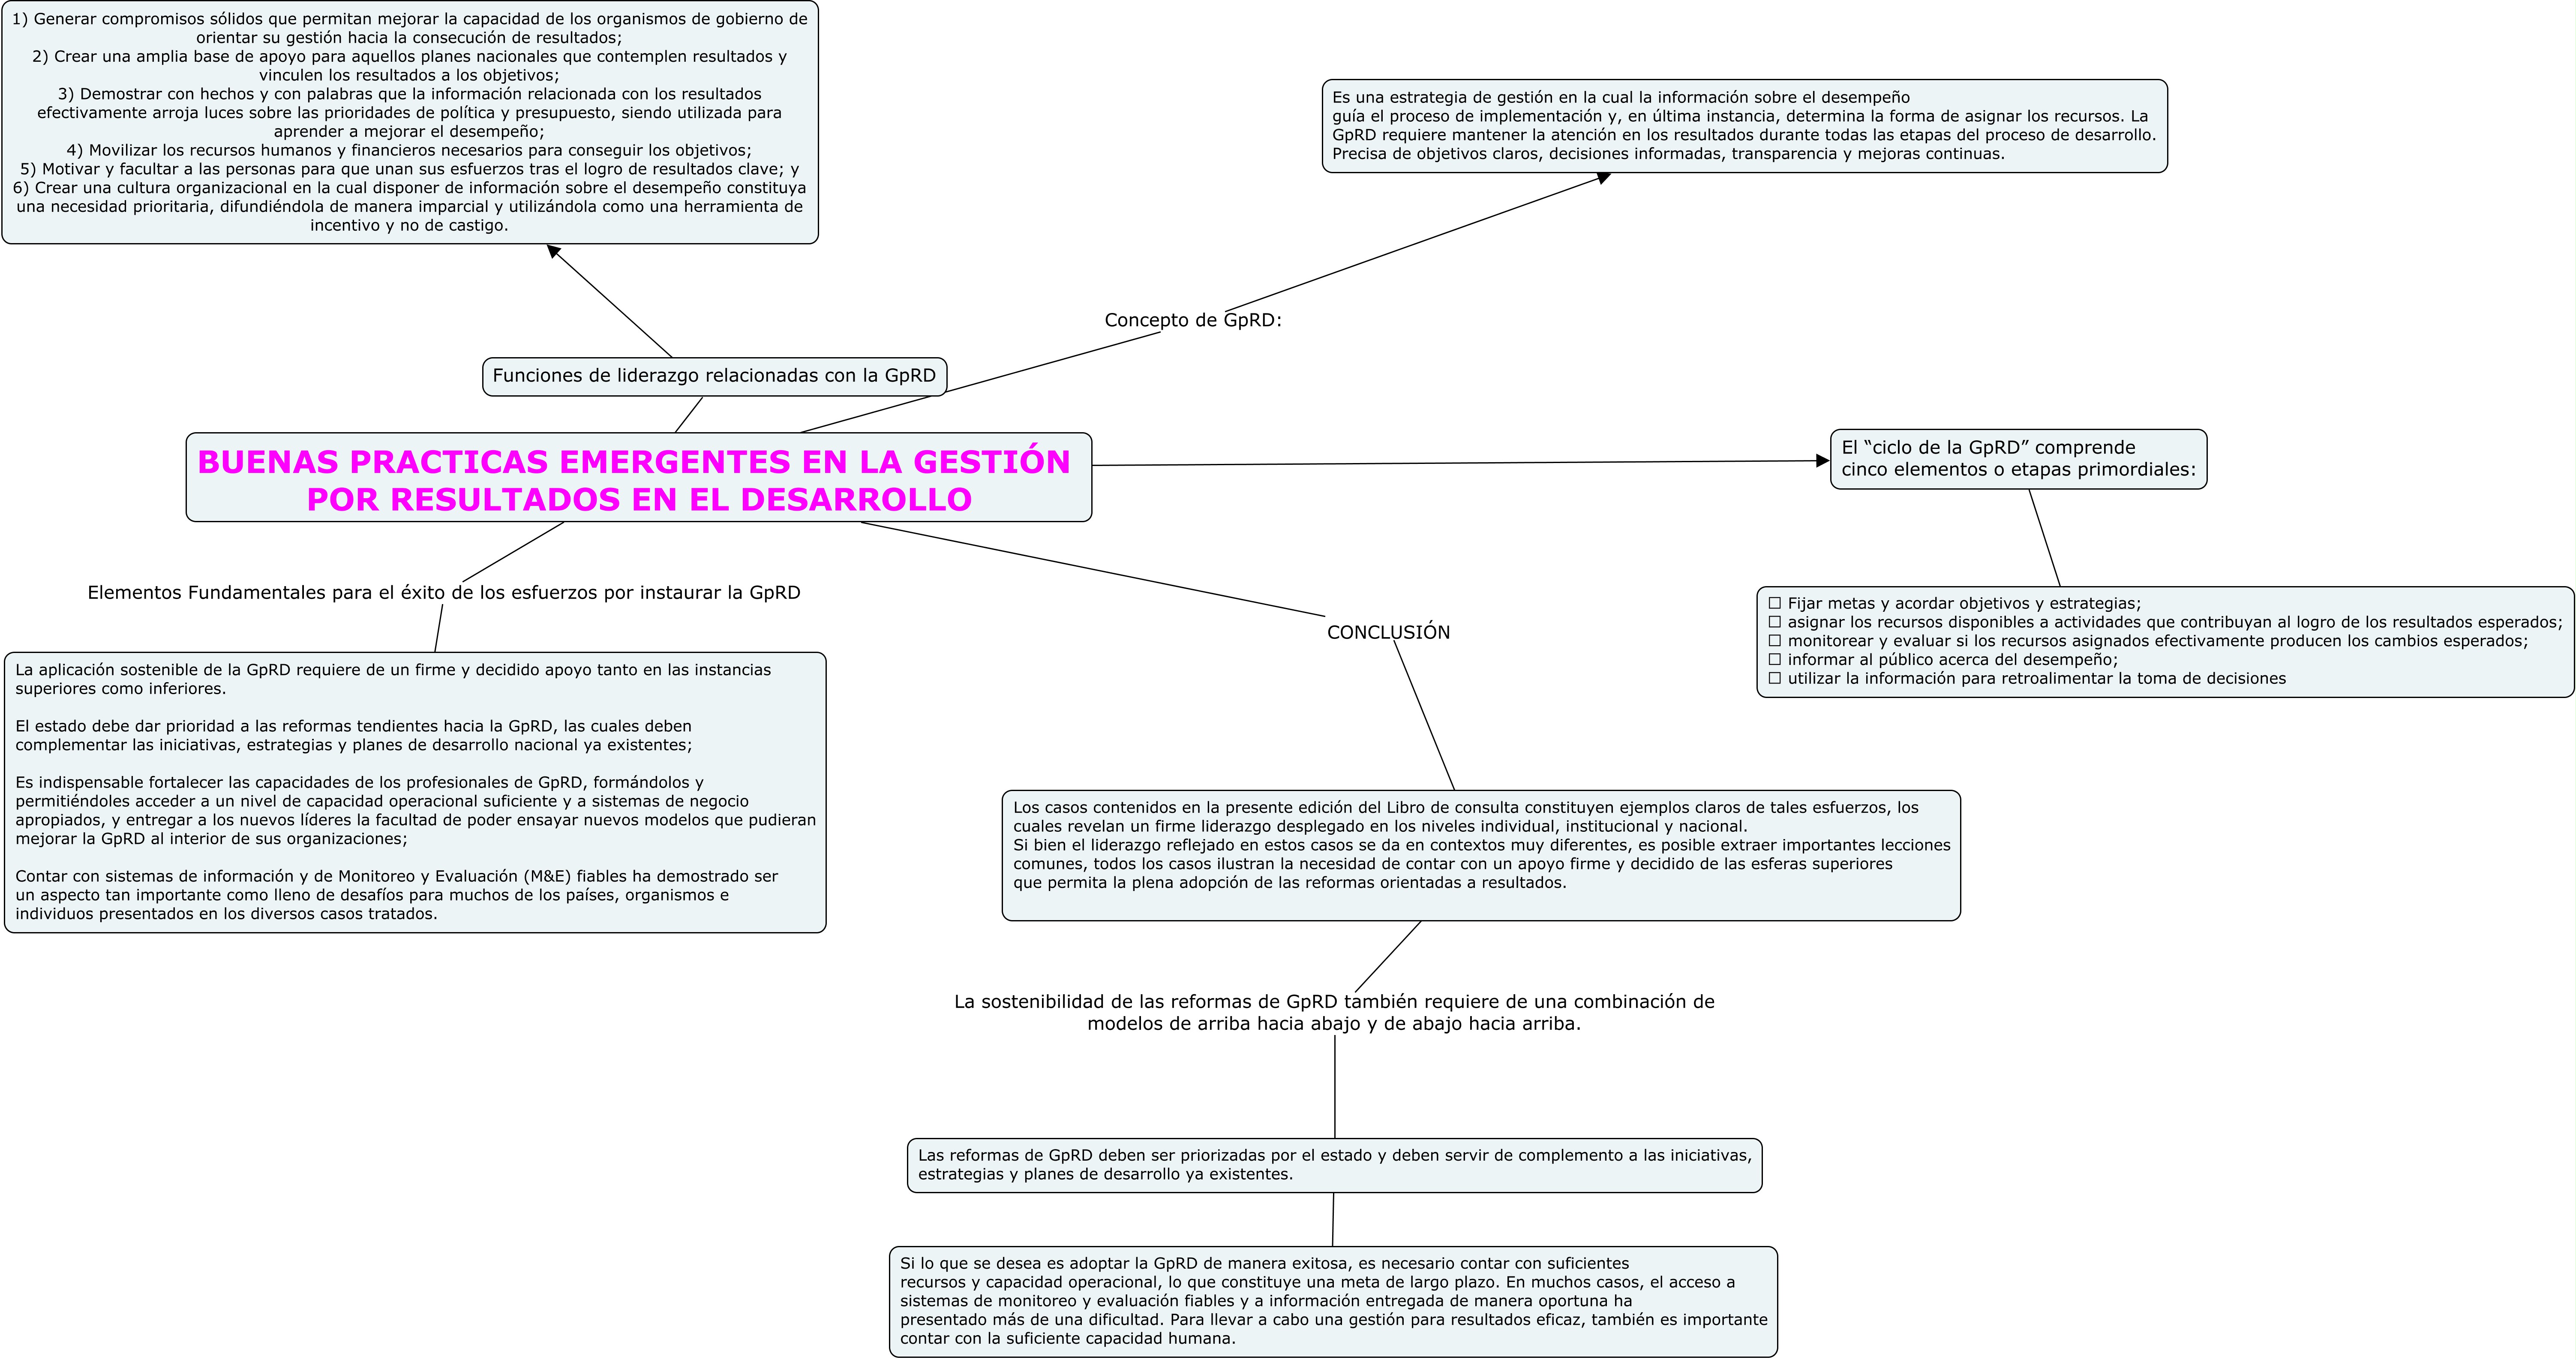 1) Generar compromisos sólidos que permitan mejorar la capacidad de los organismos de gobierno de
orientar su gestión hacia la consecución de resultados;
2) Crear una amplia base de apoyo para aquellos planes nacionales que contemplen resultados y
vinculen los resultados a los objetivos;
3) Demostrar con hechos y con palabras que la información relacionada con los resultados
efectivamente arroja luces sobre las prioridades de política y presupuesto, siendo utilizada para
aprender a mejorar el desempeño;
4) Movilizar los recursos humanos y financieros necesarios para conseguir los objetivos;
5) Motivar y facultar a las personas para que unan sus esfuerzos tras el logro de resultados clave; y
6) Crear una cultura organizacional en la cual disponer de información sobre el desempeño constituya
una necesidad prioritaria, difundiéndola de manera imparcial y utilizándola como una herramienta de
incentivo y no de castigo.
Es una estrategia de gestión en la cual la información sobre el desempeño
guía el proceso de implementación y, en última instancia, determina la forma de asignar los recursos. La
GpRD requiere mantener la atención en los resultados durante todas las etapas del proceso de desarrollo.
Precisa de objetivos claros, decisiones informadas, transparencia y mejoras continuas.
Concepto de GpRD:
Funciones de liderazgo relacionadas con la GpRD
BUENAS PRACTICAS EMERGENTES EN LA GESTIÓN
POR RESULTADOS EN EL DESARROLLO
El “ciclo de la GpRD” comprende
cinco elementos o etapas primordiales:
☐ Fijar metas y acordar objetivos y estrategias;
☐ asignar los recursos disponibles a actividades que contribuyan al logro de los resultados esperados;
☐ monitorear y evaluar si los recursos asignados efectivamente producen los cambios esperados;
☐ informar al público acerca del desempeño;
☐ utilizar la información para retroalimentar la toma de decisiones
Elementos Fundamentales para el éxito de los esfuerzos por instaurar la GpRD
La aplicación sostenible de la GpRD requiere de un firme y decidido apoyo tanto en las instancias
superiores como inferiores.
El estado debe dar prioridad a las reformas tendientes hacia la GpRD, las cuales deben
complementar las iniciativas, estrategias y planes de desarrollo nacional ya existentes;
Es indispensable fortalecer las capacidades de los profesionales de GpRD, formándolos y
permitiéndoles acceder a un nivel de capacidad operacional suficiente y a sistemas de negocio
apropiados, y entregar a los nuevos líderes la facultad de poder ensayar nuevos modelos que pudieran
mejorar la GpRD al interior de sus organizaciones;
Contar con sistemas de información y de Monitoreo y Evaluación (M&E) fiables ha demostrado ser
un aspecto tan importante como lleno de desafíos para muchos de los países, organismos e
individuos presentados en los diversos casos tratados.
CONCLUSIÓN
Los casos contenidos en la presente edición del Libro de consulta constituyen ejemplos claros de tales esfuerzos, los
cuales revelan un firme liderazgo desplegado en los niveles individual, institucional y nacional.
Si bien el liderazgo reflejado en estos casos se da en contextos muy diferentes, es posible extraer importantes lecciones
comunes, todos los casos ilustran la necesidad de contar con un apoyo firme y decidido de las esferas superiores
que permita la plena adopción de las reformas orientadas a resultados.
La sostenibilidad de las reformas de GpRD también requiere de una combinación de
modelos de arriba hacia abajo y de abajo hacia arriba.
Las reformas de GpRD deben ser priorizadas por el estado y deben servir de complemento a las iniciativas,
estrategias y planes de desarrollo ya existentes.
Si lo que se desea es adoptar la GpRD de manera exitosa, es necesario contar con suficientes
recursos y capacidad operacional, lo que constituye una meta de largo plazo. En muchos casos, el acceso a
sistemas de monitoreo y evaluación fiables y a información entregada de manera oportuna ha
presentado más de una dificultad. Para llevar a cabo una gestión para resultados eficaz, también es importante
contar con la suficiente capacidad humana.